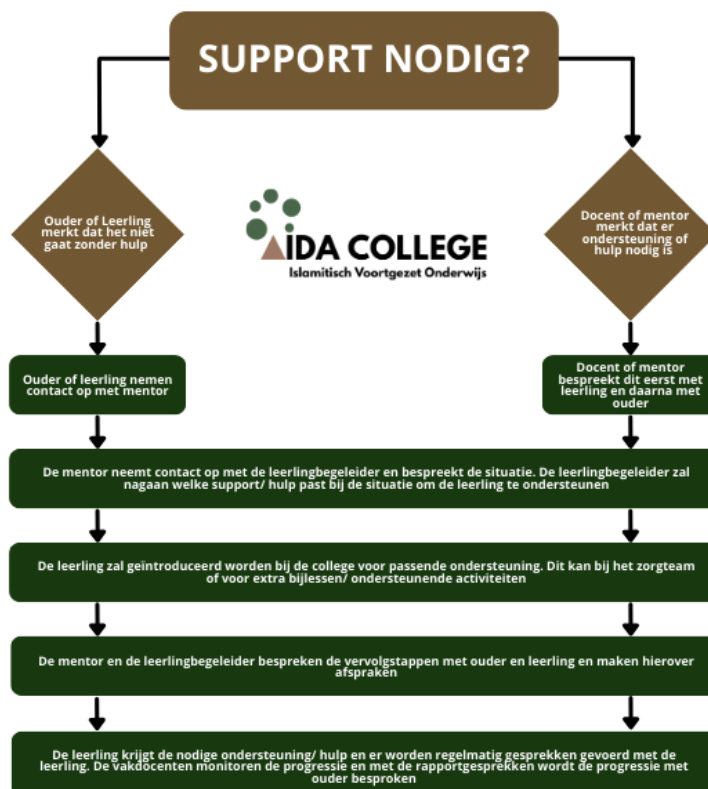 SUPPORT NODIG?
Ouder of Leerling
merkt dat het niet
gaat zonder hulp
Docent of mentor
merkt dat er
ondersteuning of
hulp nodig is
AIDA COLLEGE
Islamitisch Voortgezet Onderwijs
Ouder of leerling nemen
contact op met mentor
Docent of mentor
bespreekt dit eerst met
leerling en daarna met
ouder
De mentor neemt contact op met de leerlingbegeleider en bespreekt de situatie. De leerlingbegeleider zal
nagaan welke support/ hulp past bij de situatie om de leerling te ondersteunen
De leerling zal geïntroduceerd worden bij de college voor passende ondersteuning. Dit kan bij het zorgteam
of voor extra bijlessen/ ondersteunende activiteiten
De mentor en de leerlingbegeleider bespreken de vervolgstappen met ouder en leerling en maken hierover
afspraken
De leerling krijgt de nodige ondersteuning/ hulp en er worden regelmatig gesprekken gevoerd met de
leerling. De vakdocenten monitoren de progressie en met de rapportgesprekken wordt de progressie met
ouder besproken